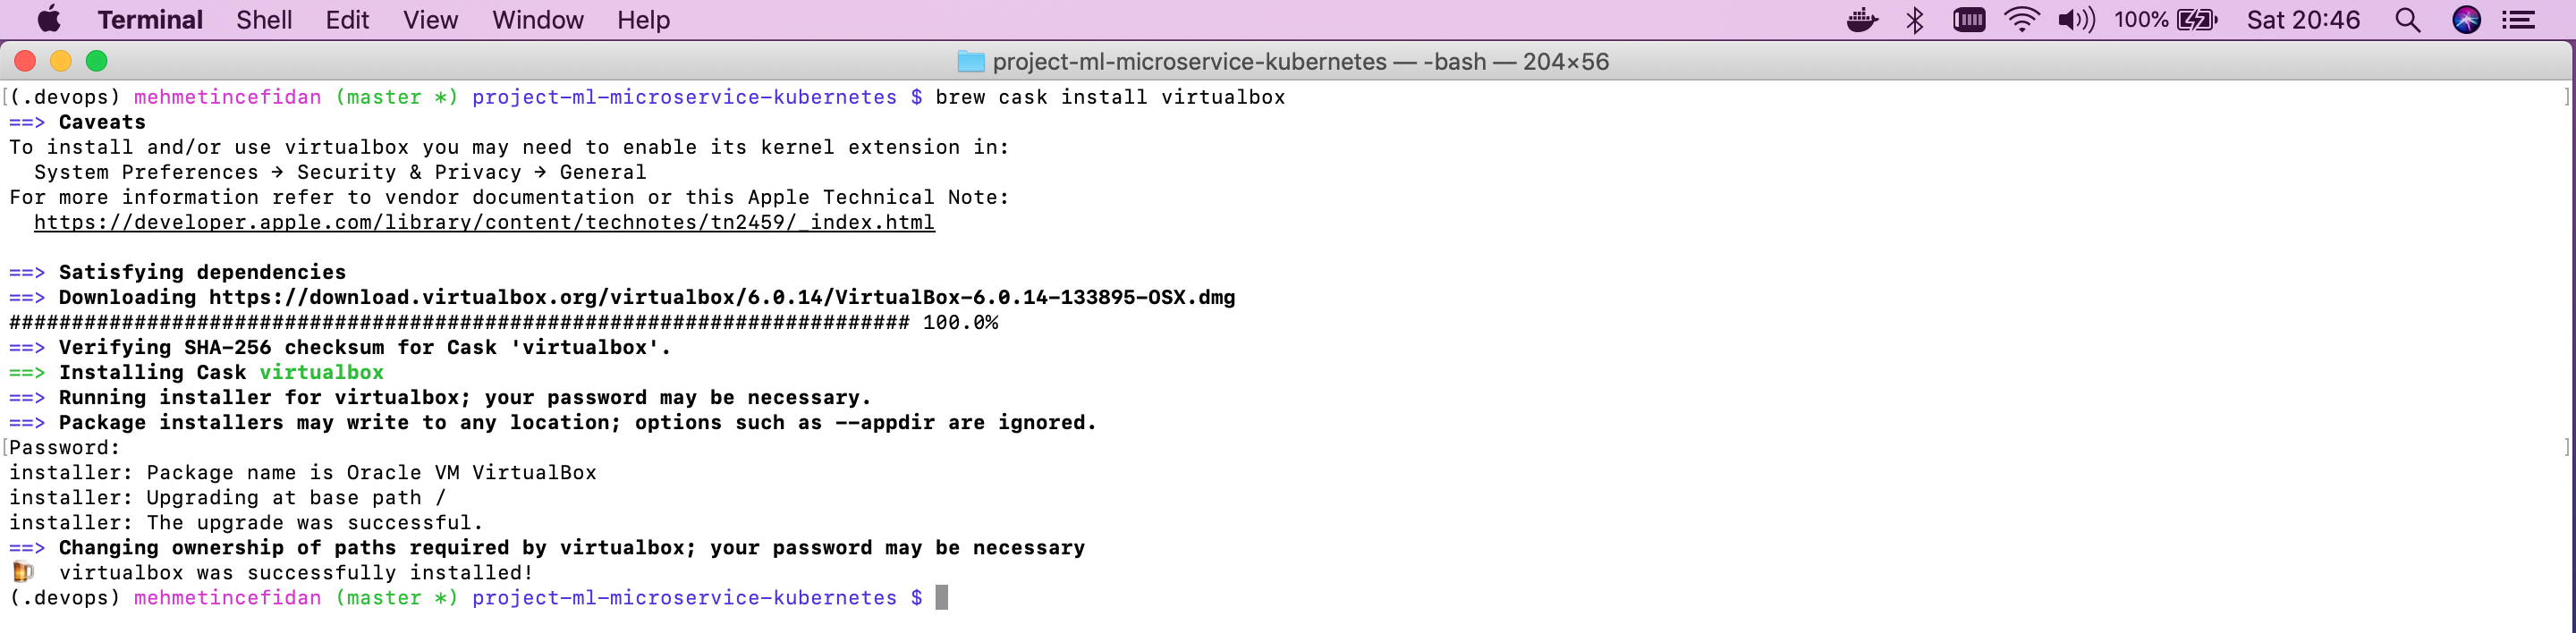 Terminal Shell Edit View Window Help 100% Sat 20:46
project-ml-microservice-kubernetes — -bash — 204×56
(.devops) mehmetincefidan (master *) project-ml-microservice-kubernetes $ brew cask install virtualbox
==> Caveats
To install and/or use virtualbox you may need to enable its kernel extension in:
  System Preferences → Security & Privacy → General
For more information refer to vendor documentation or this Apple Technical Note:
  https://developer.apple.com/library/content/technotes/tn2459/_index.html
==> Satisfying dependencies
==> Downloading https://download.virtualbox.org/virtualbox/6.0.14/VirtualBox-6.0.14-133895-OSX.dmg
######################################################################## 100.0%
==> Verifying SHA-256 checksum for Cask 'virtualbox'.
==> Installing Cask virtualbox
==> Running installer for virtualbox; your password may be necessary.
==> Package installers may write to any location; options such as --appdir are ignored.
Password:
installer: Package name is Oracle VM VirtualBox
installer: Upgrading at base path /
installer: The upgrade was successful.
==> Changing ownership of paths required by virtualbox; your password may be necessary
🍺  virtualbox was successfully installed!
(.devops) mehmetincefidan (master *) project-ml-microservice-kubernetes $